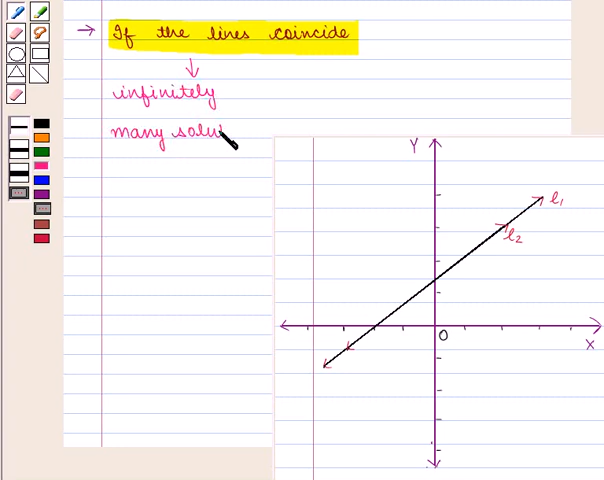 → If the lines coincide
↓
infinitely
many solu
Y
l1
l2
O
X